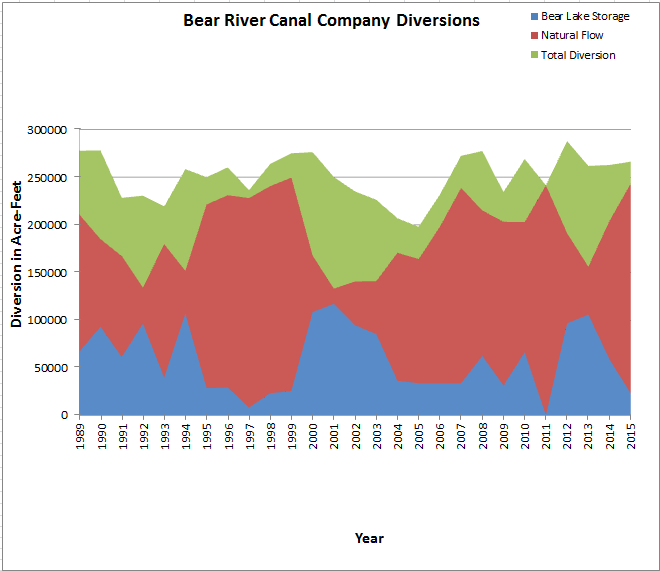 Bear River Canal Company Diversions
Bear Lake Storage
Natural Flow
Total Diversion
Diversion in Acre-Feet
300000
250000
200000
150000
100000
50000
0
1989 1990 1991 1992 1993 1994 1995 1996 1997 1998 1999 2000 2001 2002 2003 2004 2005 2006 2007 2008 2009 2010 2011 2012 2013 2014 2015
Year